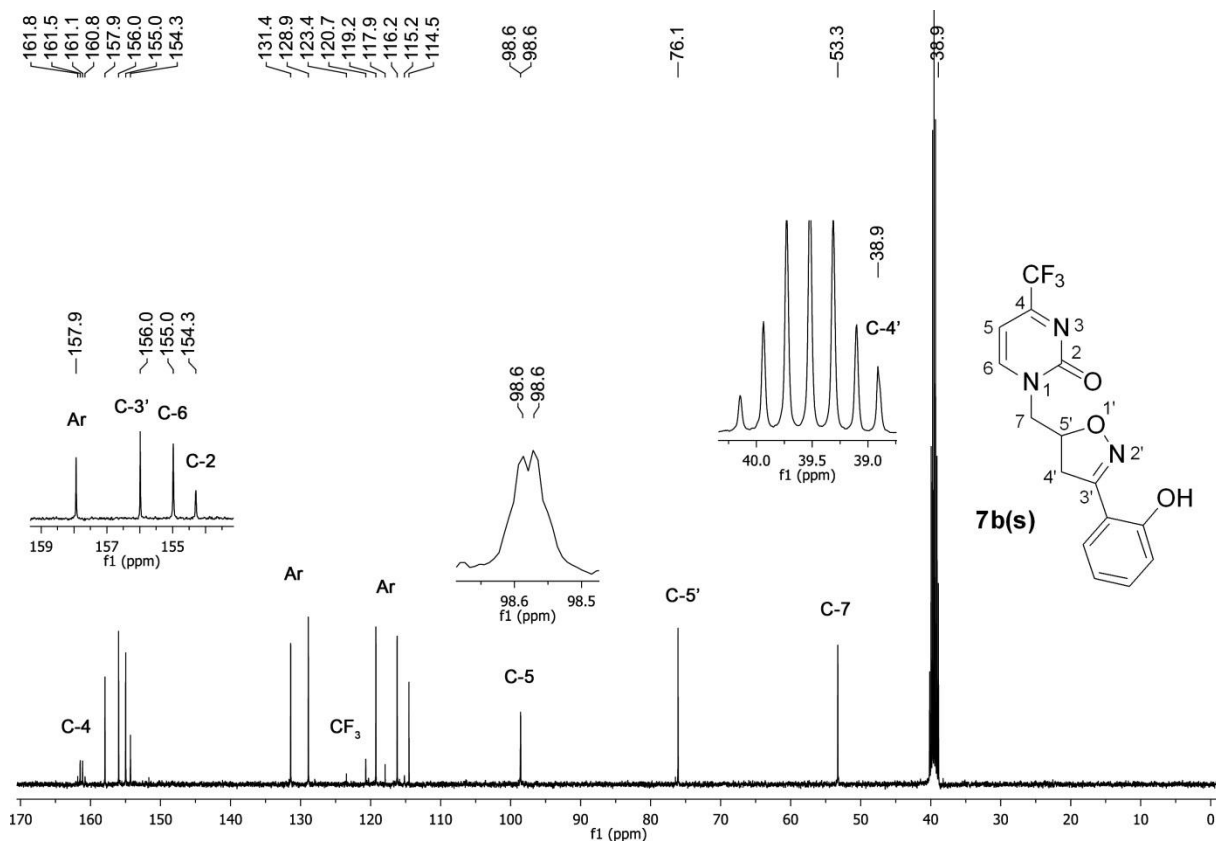 161.8
161.5
161.1
160.8
157.9
156.0
155.0
154.3
131.4
128.9
123.4
120.7
119.2
117.9
116.2
115.2
114.5
98.6
98.6
76.1
53.3
38.9
157.9
156.0
155.0
154.3
Ar
C-3'
C-6
C-2
159 157 155
f1 (ppm)
98.6
98.6
98.6 98.5
f1 (ppm)
38.9
C-4'
40.0 39.5 39.0
f1 (ppm)
CF3
4
5
N
3
6
2
N
1
O
7
5'
O
1'
N
2'
4'
3'
OH
7b(s)
C-4
Ar
CF3
Ar
C-5
C-5'
C-7
170 160 150 140 130 120 110 100 90 80 70 60 50 40 30 20 10 0
f1 (ppm)